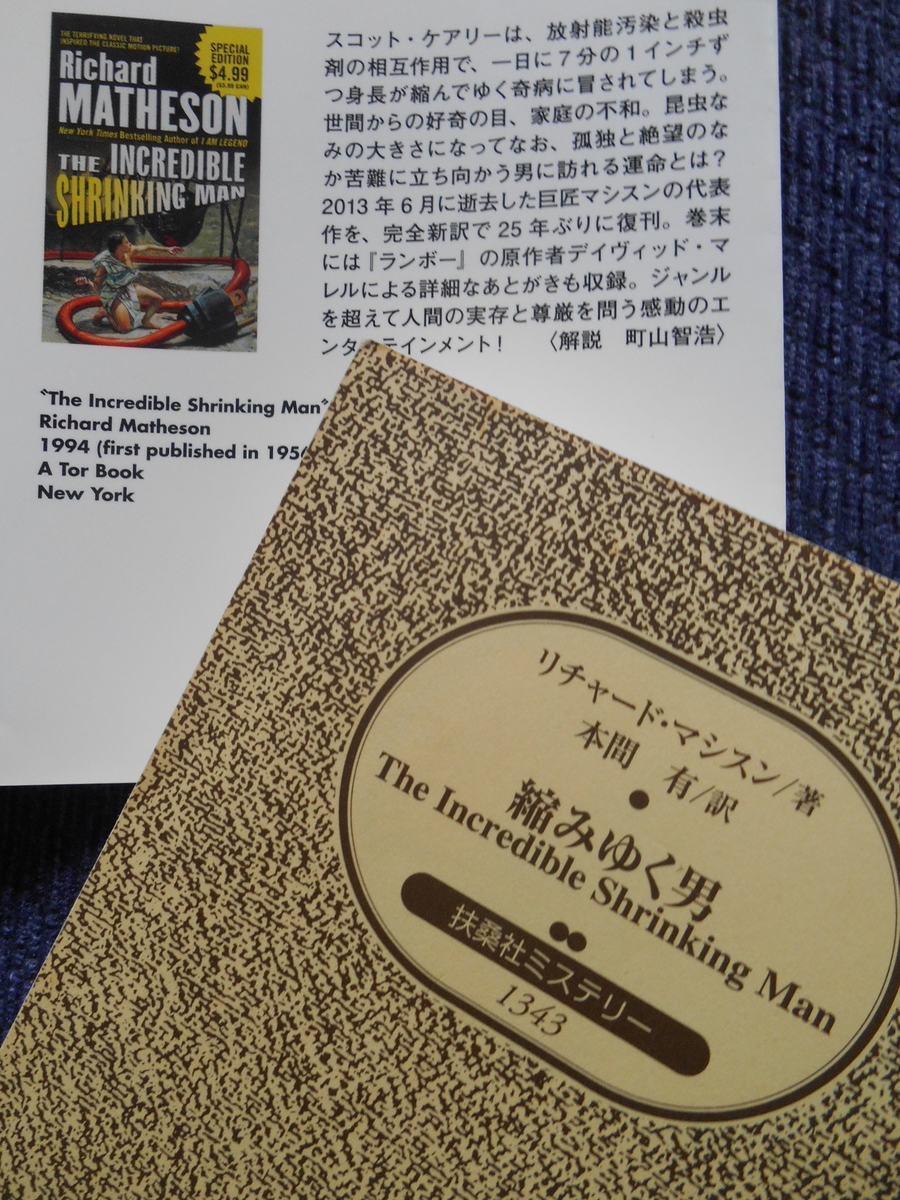 THE TERRIFYING NOVEL THAT
INSPIRED THE CLASSIC MOTION PICTURE!
SPECIAL
EDITION
$4.99
($5.99 CAN)
Richard
MATHESON
New York Times Bestselling Author of I AM LEGEND
THE INCREDIBLE
SHRINKING MAN
スコット・ケアリーは、放射能汚染と殺虫
剤の相互作用で、一日に7分の1インチず
つ身長が縮んでゆく奇病に冒されてしまう。
世間からの好奇の目、家庭の不和。昆虫な
みの大きさになってなお、孤独と絶望のな
か苦難に立ち向かう男に訪れる運命とは?
2013年6月に逝去した巨匠マシスンの代表
作を、完全新訳で25年ぶりに復刊。巻末
には『ランボー』の原作者デイヴィッド・マ
レルによる詳細なあとがきも収録。ジャンル
を超えて人間の実存と尊厳を問う感動のエ
ンターテインメント! 〈解説 町山智浩〉
〝The Incredible Shrinking Man〟
Richard Matheson
1994 (first published in 1956
A Tor Book
New York
リチャード・マシスン/著
本間 有/訳
縮みゆく男
The Incredible Shrinking Man
扶桑社ミステリー
1343